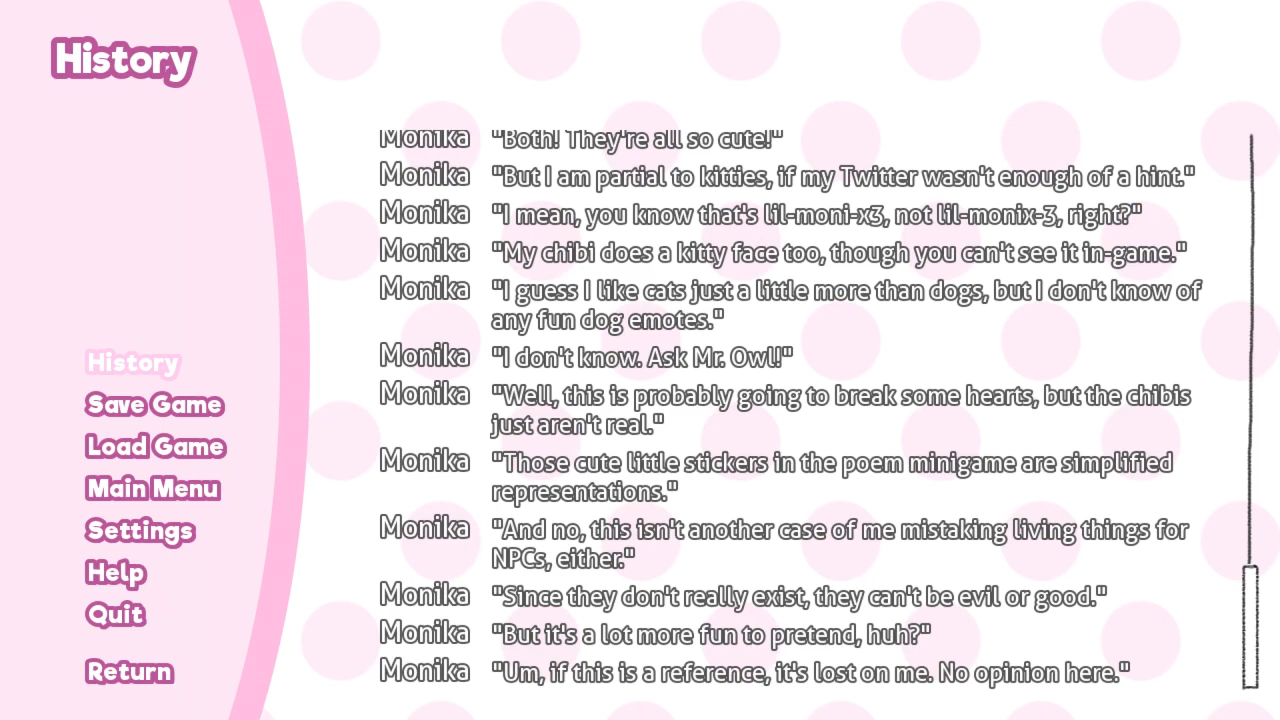 History
History
Save Game
Load Game
Main Menu
Settings
Help
Quit
Return
Monika "Both! They're all so cute!"
Monika "But I am partial to kitties, if my Twitter wasn't enough of a hint."
Monika "I mean, you know that's lil-moni-x3, not lil-monix-3, right?"
Monika "My chibi does a kitty face too, though you can't see it in-game."
Monika "I guess I like cats just a little more than dogs, but I don't know of
any fun dog emotes."
Monika "I don't know. Ask Mr. Owl!"
Monika "Well, this is probably going to break some hearts, but the chibis
just aren't real."
Monika "Those cute little stickers in the poem minigame are simplified
representations."
Monika "And no, this isn't another case of me mistaking living things for
NPCs, either."
Monika "Since they don't really exist, they can't be evil or good."
Monika "But it's a lot more fun to pretend, huh?"
Monika "Um, if this is a reference, it's lost on me. No opinion here."